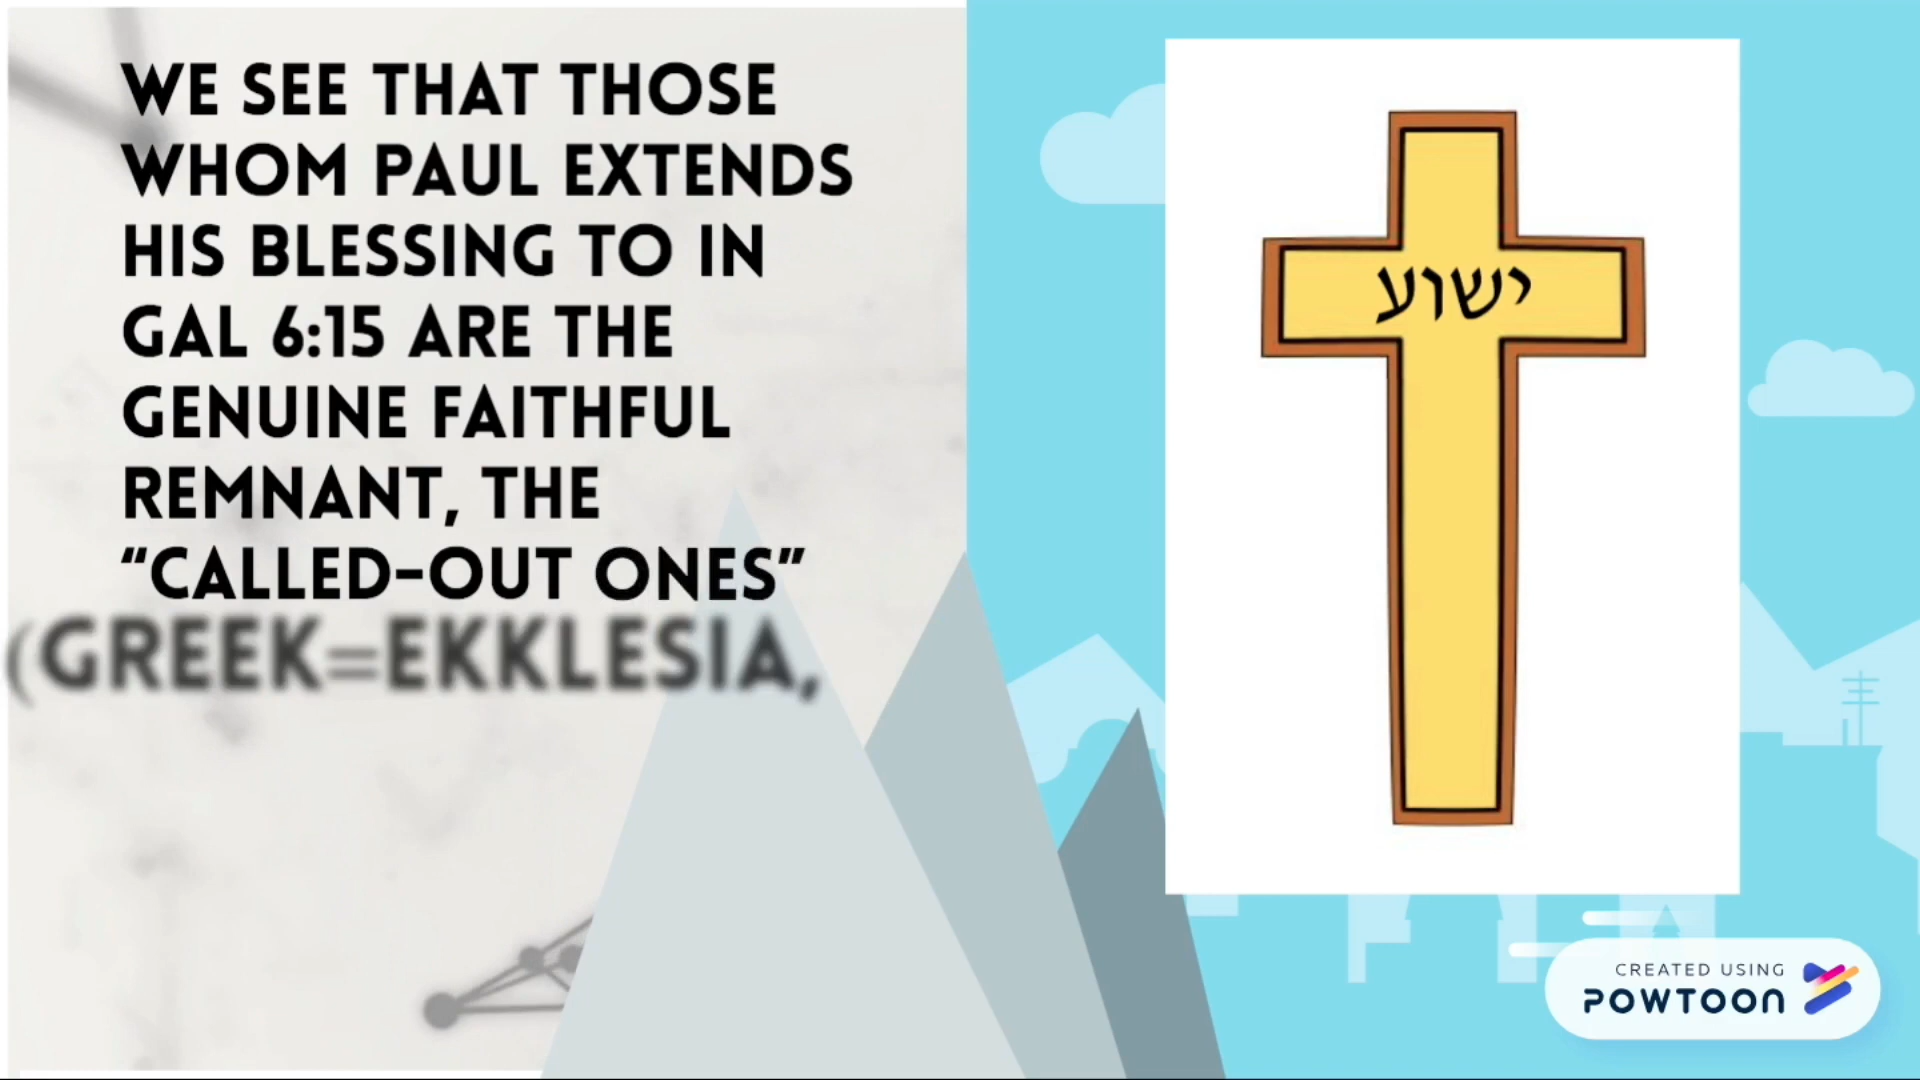 WE SEE THAT THOSE
WHOM PAUL EXTENDS
HIS BLESSING TO IN
GAL 6:15 ARE THE
GENUINE FAITHFUL
REMNANT, THE
“CALLED-OUT ONES”
(GREEK=EKKLESIA,
ישוע
CREATED USING
POWTOON